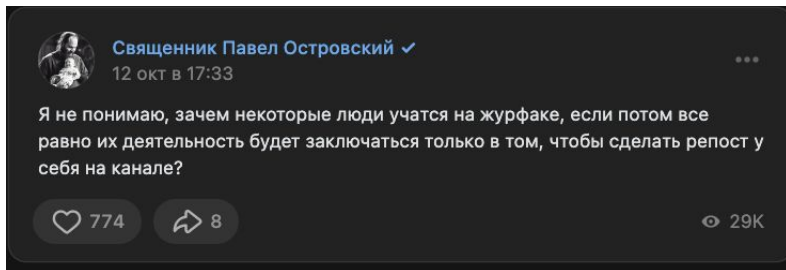 Священник Павел Островский
12 окт в 17:33
Я не понимаю, зачем некоторые люди учатся на журфаке, если потом все
равно их деятельность будет заключаться только в том, чтобы сделать репост у
себя на канале?
774 8 29K